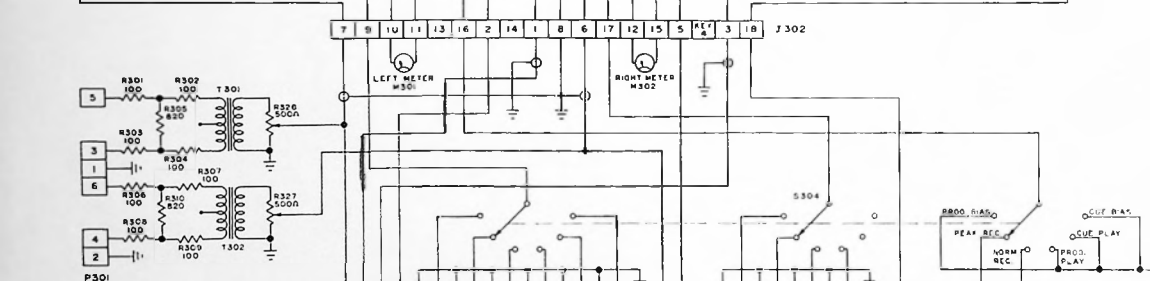 7 9 10 11 13 16 2 14 1 8 6 17 12 15 5 KEY 4 3 18 J302
LEFT METER
M301
RIGHT METER
M302
R301
100
R302
100
T301
5
R305
820
R326
500Ω
R303
100
3
R304
100
1
R307
100
6
R306
100
R310
820
R327
500Ω
R308
100
4
R309
100
T302
2
P301
S304
PROD. BIAS
CUE BIAS
PEAK REC.
CUE PLAY
NORM
REC.
PROD.
PLAY